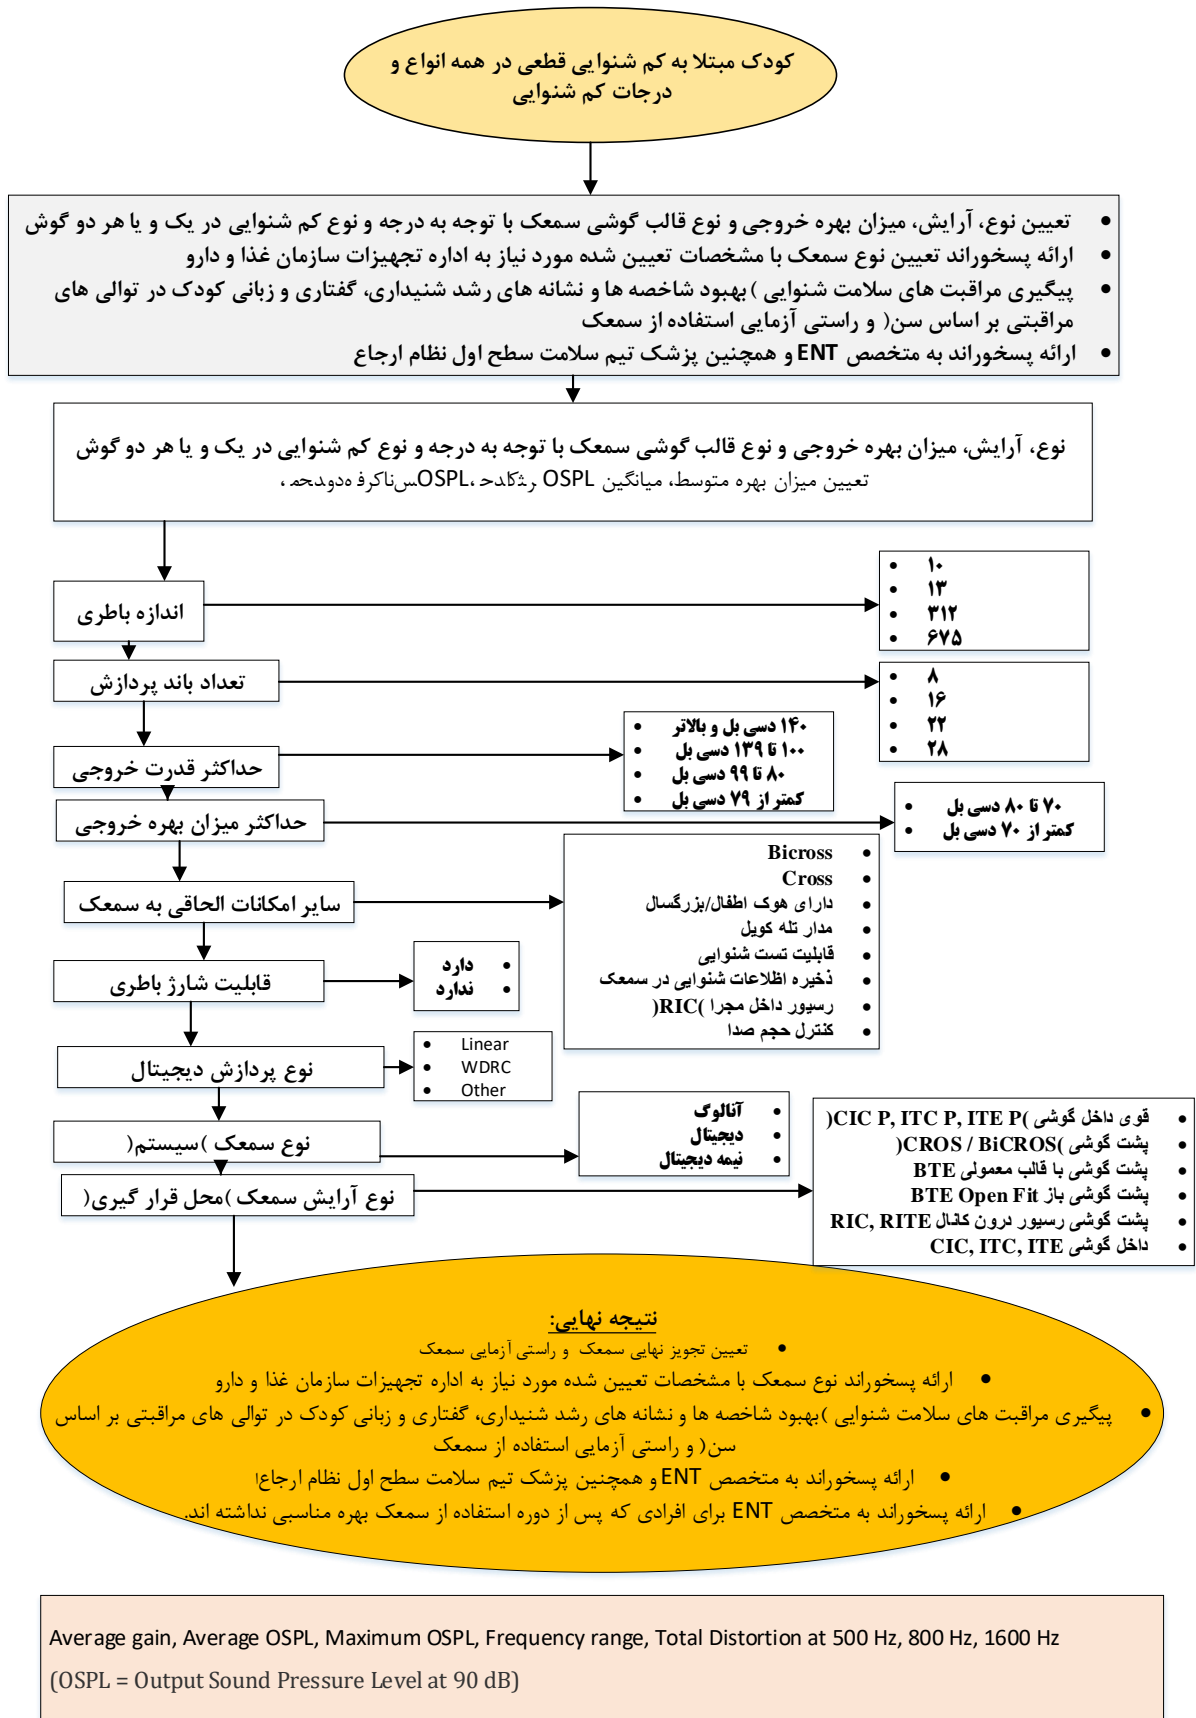 کودک مبتلا به کم شنوایی قطعی در همه انواع و
درجات کم شنوایی
• تعیین نوع، آرایش، میزان بهره خروجی و نوع قالب گوشی سمعک با توجه به درجه و نوع کم شنوایی در یک و یا هر دو گوش
• ارائه پسخوراند تعیین نوع سمعک با مشخصات تعیین شده مورد نیاز به اداره تجهیزات سازمان غذا و دارو
• پیگیری مراقبت های سلامت شنوایی )بهبود شاخصه ها و نشانه های رشد شنیداری، گفتاری و زبانی کودک در توالی های
مراقبتی بر اساس سن( و راستی آزمایی استفاده از سمعک
• ارائه پسخوراند به متخصص ENT و همچنین پزشک تیم سلامت سطح اول نظام ارجاع
نوع، آرایش، میزان بهره خروجی و نوع قالب گوشی سمعک با توجه به درجه و نوع کم شنوایی در یک و یا هر دو گوش
تعیین میزان بهره متوسط، میانگین OSPL رثکادح ،OSPLسناکرف هدودحم ،
اندازه باطری
• ۱۰
• ۱۳
• ۳۱۲
• ۶۷۵
تعداد باند پردازش
• ۸
• ۱۶
• ۲۲
• ۲۸
حداکثر قدرت خروجی
• ۱۴۰ دسی بل و بالاتر
• ۱۰۰ تا ۱۳۹ دسی بل
• ۸۰ تا ۹۹ دسی بل
• کمتر از ۷۹ دسی بل
حداکثر میزان بهره خروجی
• ۷۰ تا ۸۰ دسی بل
• کمتر از ۷۰ دسی بل
سایر امکانات الحاقی به سمعک
• Bicross
• Cross
• دارای هوک اطفال/بزرگسال
• مدار تله کویل
• قابلیت تست شنوایی
• ذخیره اظلاعات شنوایی در سمعک
• رسیور داخل مجرا )RIC(
• کنترل حجم صدا
قابلیت شارژ باطری
• دارد
• ندارد
نوع پردازش دیجیتال
• Linear
• WDRC
• Other
نوع سمعک )سیستم(
• آنالوگ
• دیجیتال
• نیمه دیجیتال
نوع آرایش سمعک )محل قرار گیری(
• قوی داخل گوشی )CIC P, ITC P, ITE P(
• پشت گوشی )CROS / BiCROS(
• پشت گوشی با قالب معمولی BTE
• پشت گوشی باز BTE Open Fit
• پشت گوشی رسیور درون کانال RIC, RITE
• داخل گوشی CIC, ITC, ITE
نتیجه نهایی:
• تعیین تجویز نهایی سمعک و راستی آزمایی سمعک
• ارائه پسخوراند نوع سمعک با مشخصات تعیین شده مورد نیاز به اداره تجهیزات سازمان غذا و دارو
• پیگیری مراقبت های سلامت شنوایی )بهبود شاخصه ها و نشانه های رشد شنیداری، گفتاری و زبانی کودک در توالی های مراقبتی بر اساس
سن( و راستی آزمایی استفاده از سمعک
• ارائه پسخوراند به متخصص ENT و همچنین پزشک تیم سلامت سطح اول نظام ارجاعا
• ارائه پسخوراند به متخصص ENT برای افرادی که پس از دوره استفاده از سمعک بهره مناسبی نداشته اند.
Average gain, Average OSPL, Maximum OSPL, Frequency range, Total Distortion at 500 Hz, 800 Hz, 1600 Hz
(OSPL = Output Sound Pressure Level at 90 dB)